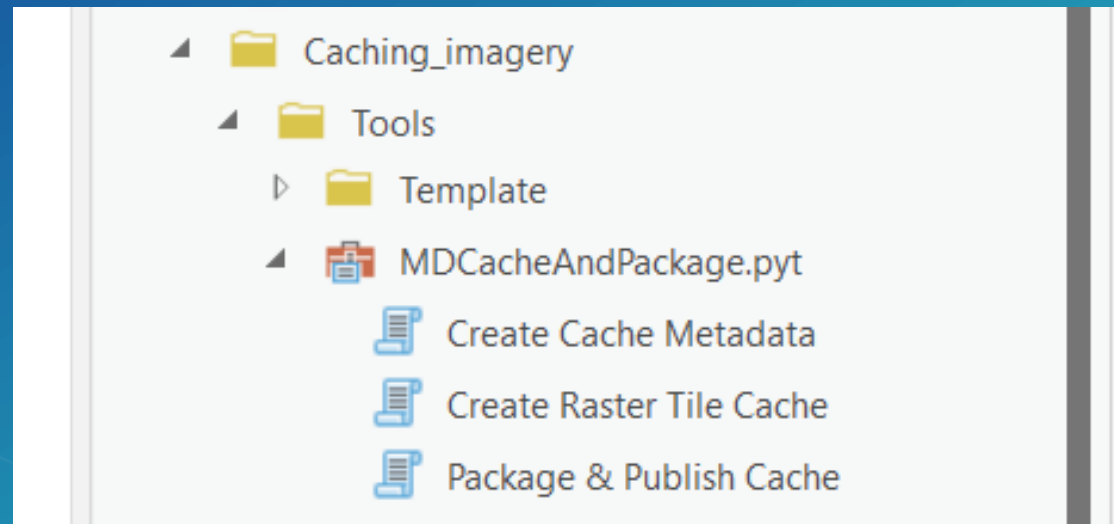 Caching_imagery
Tools
Template
MDCacheAndPackage.pyt
Create Cache Metadata
Create Raster Tile Cache
Package & Publish Cache